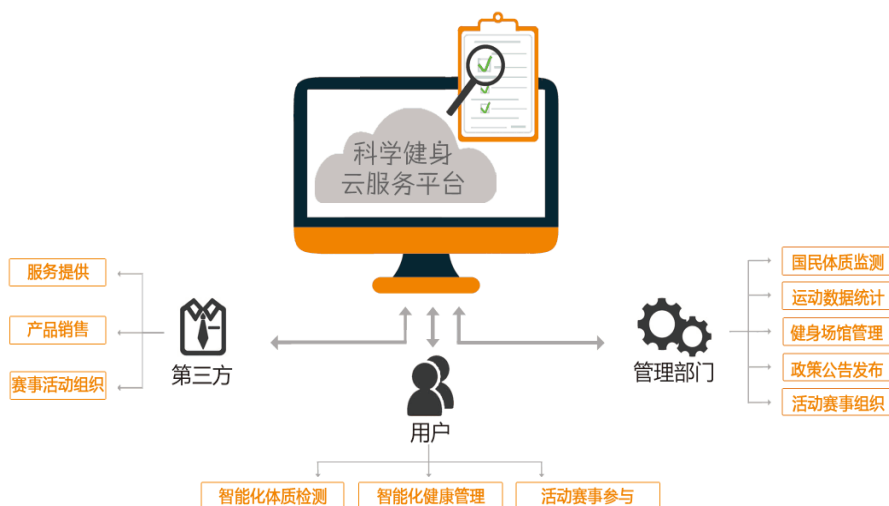 科学健身
云服务平台
服务提供
产品销售
赛事活动组织
第三方
用户
智能化体质检测
智能化健康管理
活动赛事参与
管理部门
国民体质监测
运动数据统计
健身场馆管理
政策公告发布
活动赛事组织